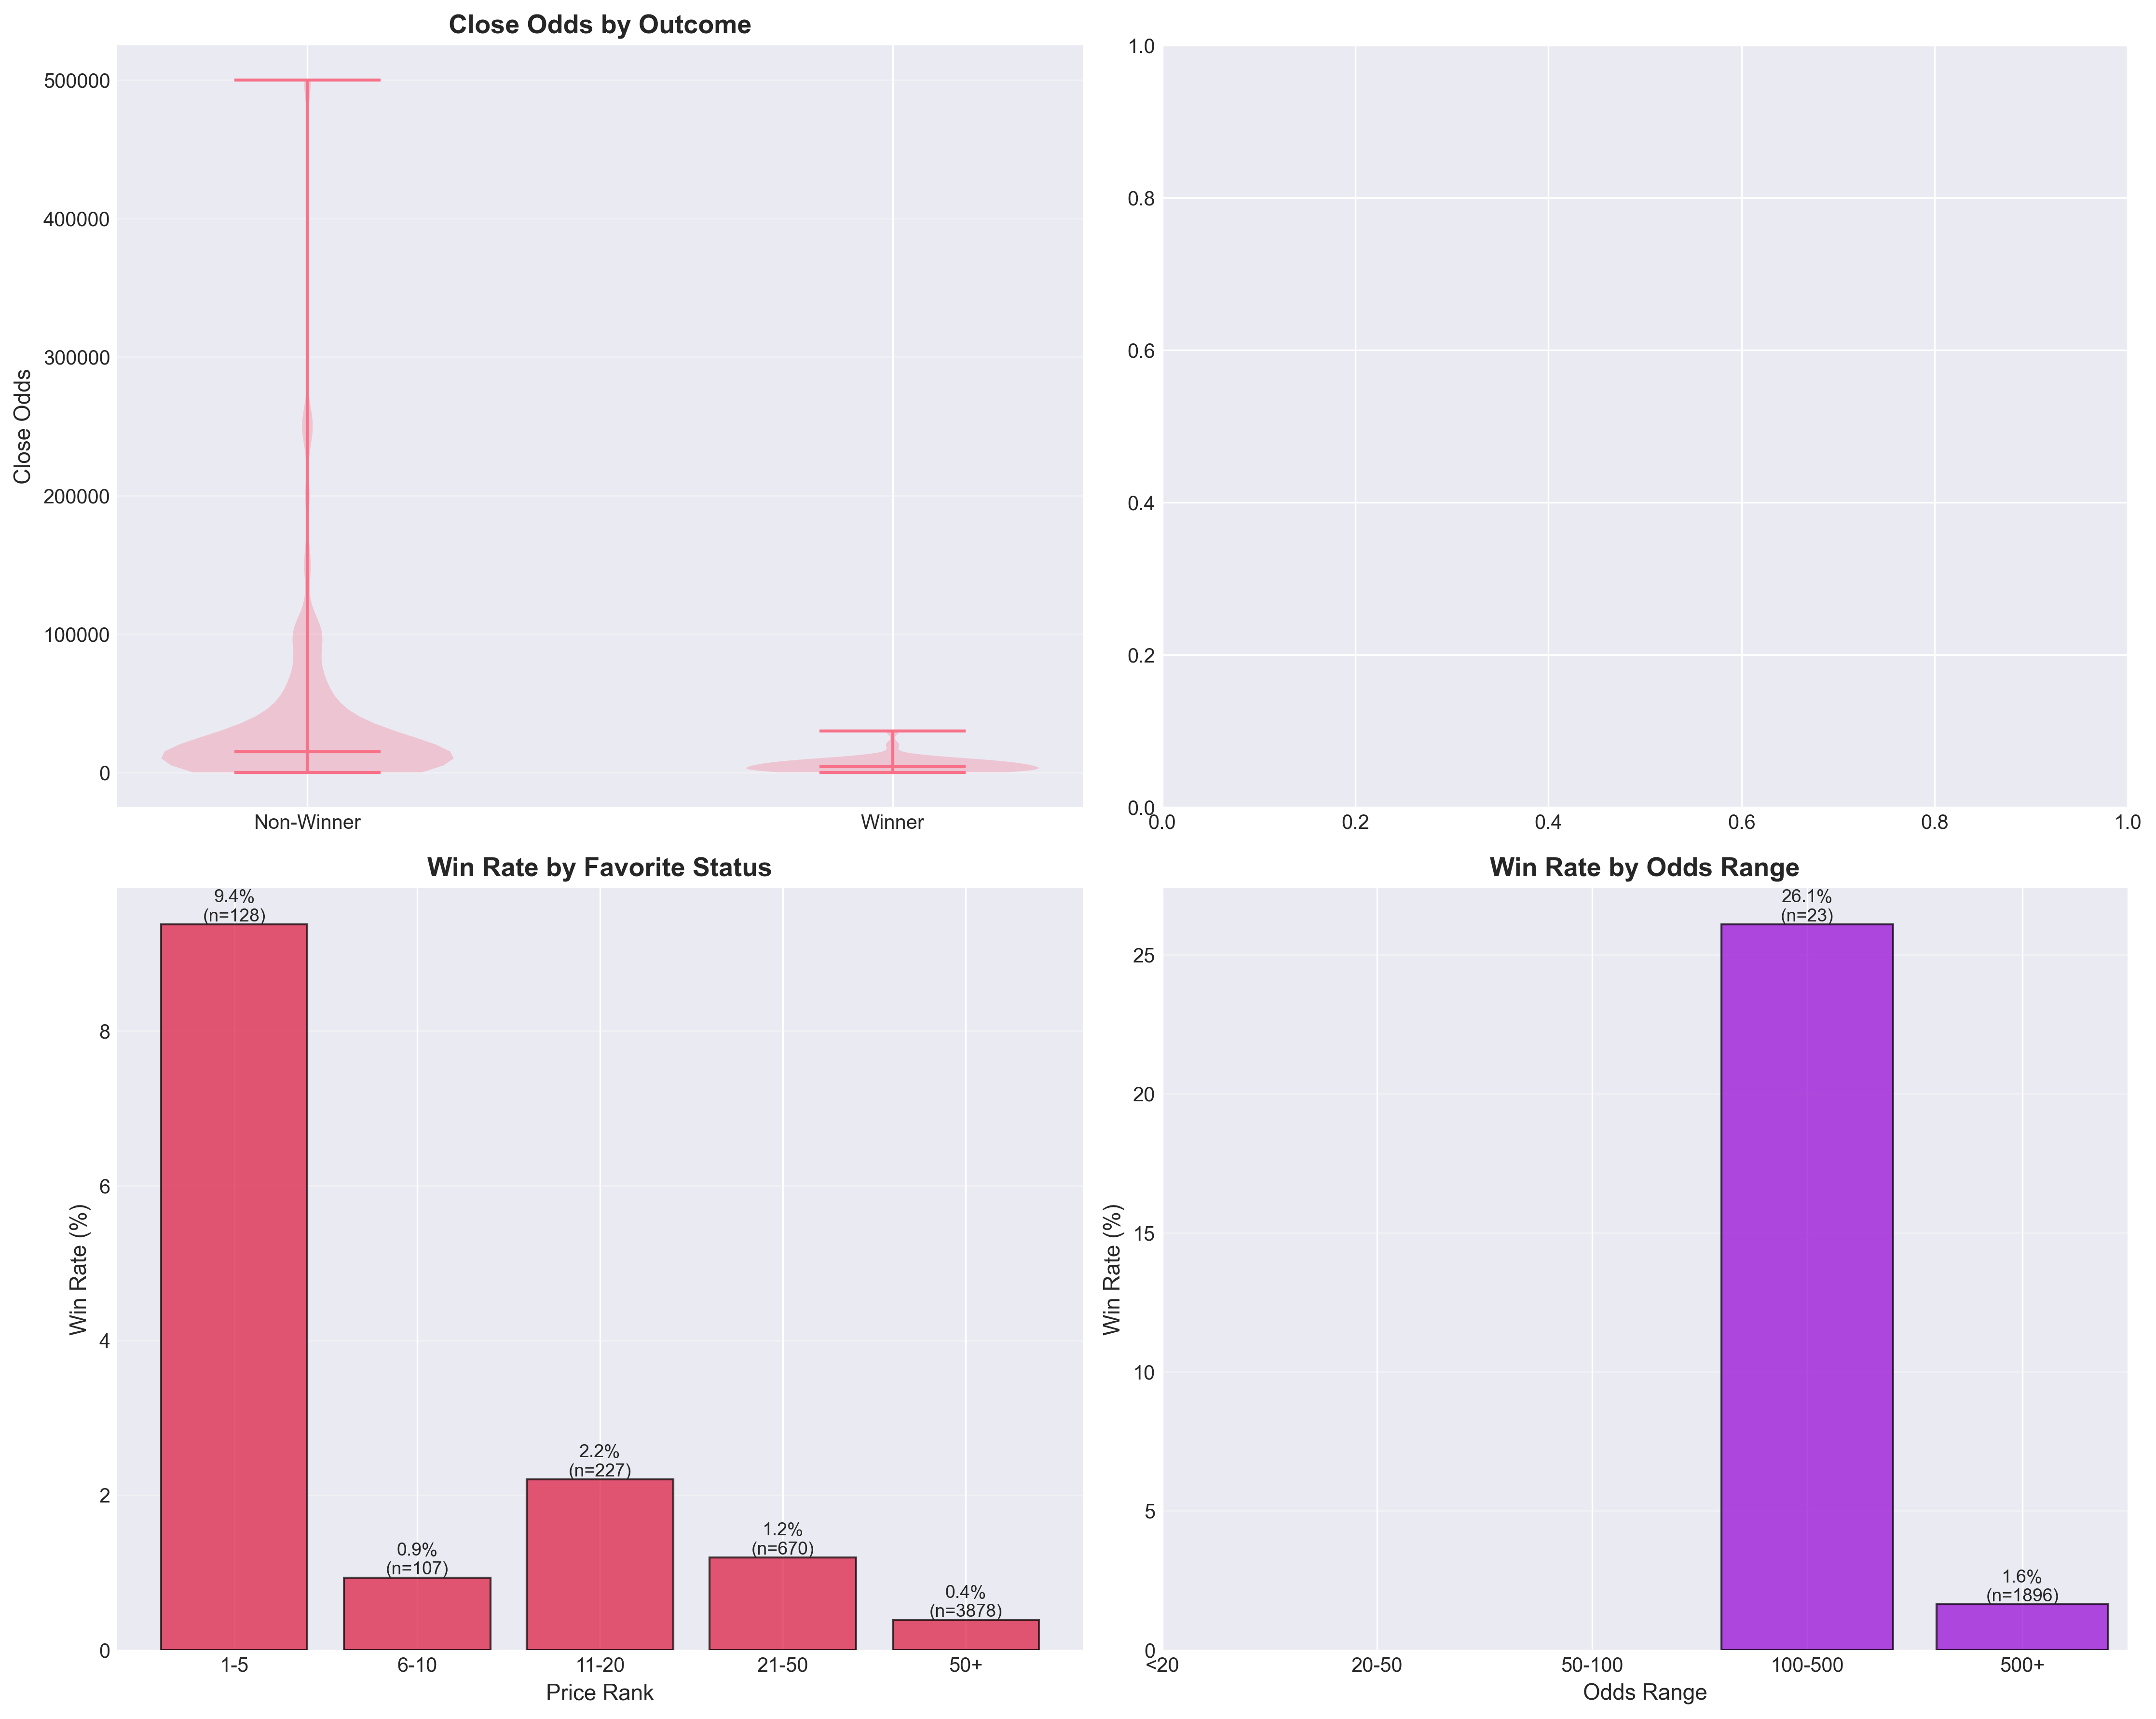 Close Odds by Outcome
Close Odds
500000
400000
300000
200000
100000
0
Non-Winner
Winner
1.0
0.8
0.6
0.4
0.2
0.0
0.0
0.2
0.4
0.6
0.8
1.0
Win Rate by Favorite Status
Win Rate (%)
8
6
4
2
0
9.4%
(n=128)
0.9%
(n=107)
2.2%
(n=227)
1.2%
(n=670)
0.4%
(n=3878)
1-5
6-10
11-20
21-50
50+
Price Rank
Win Rate by Odds Range
Win Rate (%)
25
20
15
10
5
0
26.1%
(n=23)
1.6%
(n=1896)
<20
20-50
50-100
100-500
500+
Odds Range